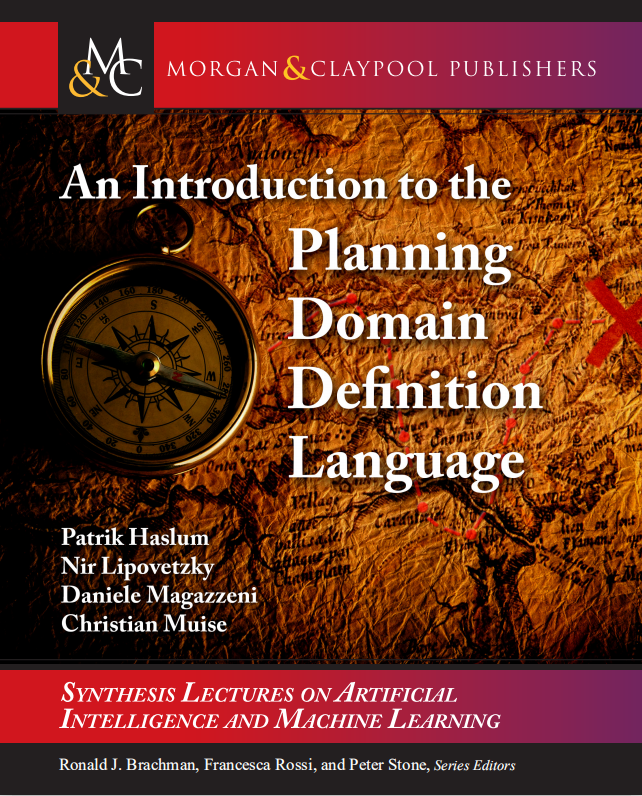 M&C
MORGAN & CLAYPOOL PUBLISHERS
An Introduction to the
Planning
Domain
Definition
Language
Patrik Haslum
Nir Lipovetzky
Daniele Magazzeni
Christian Muise
SYNTHESIS LECTURES ON ARTIFICIAL
INTELLIGENCE AND MACHINE LEARNING
Ronald J. Brachman, Francesca Rossi, and Peter Stone, Series Editors